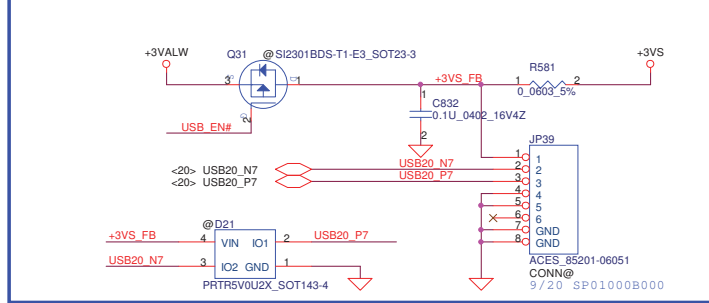 +3VALW
Q31 @SI2301BDS-T1-E3_SOT23-3
+3VS
3
1
2
USB_EN#
+3VS_FB
R581
1
2
0_0603_5%
1
C832
0.1U_0402_16V4Z
2
JP39
<20> USB20_N7
USB20_N7
<20> USB20_P7
USB20_P7
1 1
2 2
3 3
4 4
5 5
6 6
7 GND
8 GND
ACES_85201-06051
CONN@
9/20 SP01000B000
@D21
+3VS_FB
4 VIN IO1 2
USB20_P7
USB20_N7
3 IO2 GND 1
PRTR5V0U2X_SOT143-4